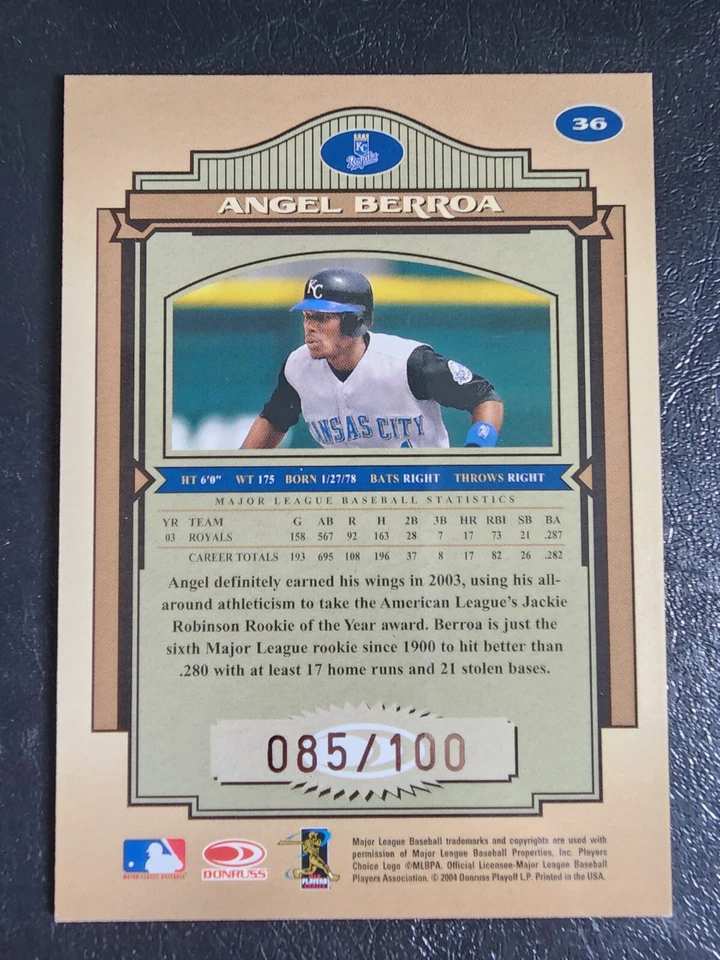 36
KC
Royals
ANGEL BERROA
KC
KANSAS CITY
HT 6'0" WT 175 BORN 1/27/78 BATS RIGHT THROWS RIGHT
MAJOR LEAGUE BASEBALL STATISTICS
YR TEAM G AB R H 2B 3B HR RBI SB BA
03 ROYALS 158 567 92 163 28 7 17 73 21 .287
CAREER TOTALS 193 695 108 196 37 8 17 82 26 .282
Angel definitely earned his wings in 2003, using his all-
around athleticism to take the American League's Jackie
Robinson Rookie of the Year award. Berroa is just the
sixth Major League rookie since 1900 to hit better than
.280 with at least 17 home runs and 21 stolen bases.
085/100
MAJOR LEAGUE BASEBALL
DONRUSS
PLAYERS
CHOICE
Major League Baseball trademarks and copyrights are used with
permission of Major League Baseball Properties, Inc. Players
Choice Logo ©MLBPA, Official Licensee-Major League Baseball
Players Association. © 2004 Donruss Playoff L.P. Printed in the USA.